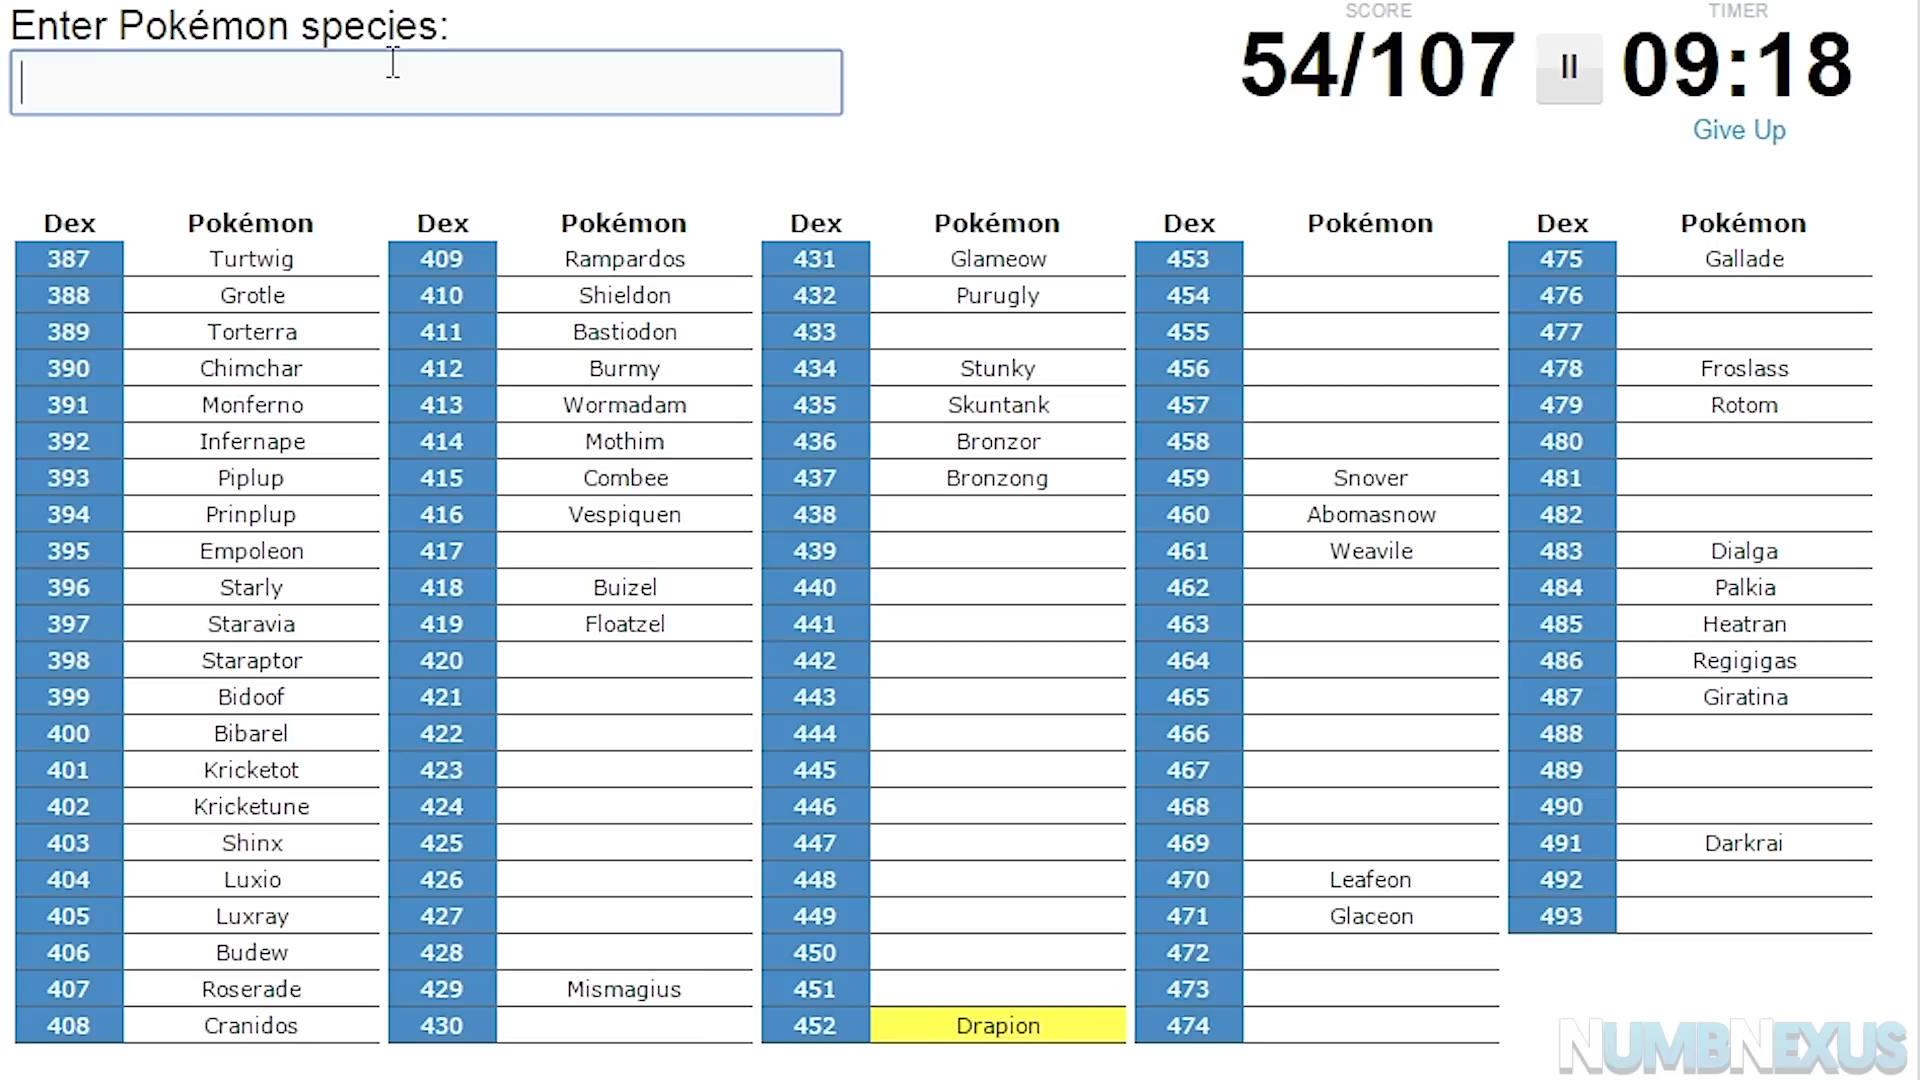 Enter Pokémon species:
SCORE
54/107
TIMER
09:18
Give Up
Dex Pokémon Dex Pokémon Dex Pokémon Dex Pokémon Dex Pokémon
387 Turtwig 409 Rampardos 431 Glameow 453 475 Gallade
388 Grotle 410 Shieldon 432 Purugly 454 476
389 Torterra 411 Bastiodon 433 455 477
390 Chimchar 412 Burmy 434 Stunky 456 478 Froslass
391 Monferno 413 Wormadam 435 Skuntank 457 479 Rotom
392 Infernape 414 Mothim 436 Bronzor 458 480
393 Piplup 415 Combee 437 Bronzong 459 Snover 481
394 Prinplup 416 Vespiquen 438 460 Abomasnow 482
395 Empoleon 417 439 461 Weavile 483 Dialga
396 Starly 418 Buizel 440 462 484 Palkia
397 Staravia 419 Floatzel 441 463 485 Heatran
398 Staraptor 420 442 464 486 Regigigas
399 Bidoof 421 443 465 487 Giratina
400 Bibarel 422 444 466 488
401 Kricketot 423 445 467 489
402 Kricketune 424 446 468 490
403 Shinx 425 447 469 491 Darkrai
404 Luxio 426 448 470 Leafeon 492
405 Luxray 427 449 471 Glaceon 493
406 Budew 428 450 472
407 Roserade 429 Mismagius 451 473
408 Cranidos 430 452 Drapion 474
NUMBNEXUS